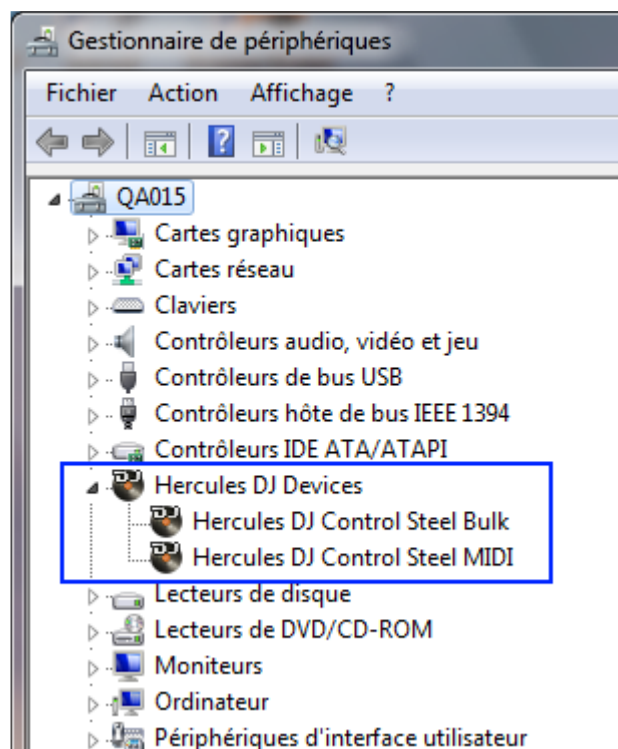 Gestionnaire de périphériques
Fichier Action Affichage ?
QA015
Cartes graphiques
Cartes réseau
Claviers
Contrôleurs audio, vidéo et jeu
Contrôleurs de bus USB
Contrôleurs hôte de bus IEEE 1394
Contrôleurs IDE ATA/ATAPI
Hercules DJ Devices
Hercules DJ Control Steel Bulk
Hercules DJ Control Steel MIDI
Lecteurs de disque
Lecteurs de DVD/CD-ROM
Moniteurs
Ordinateur
Périphériques d'interface utilisateur